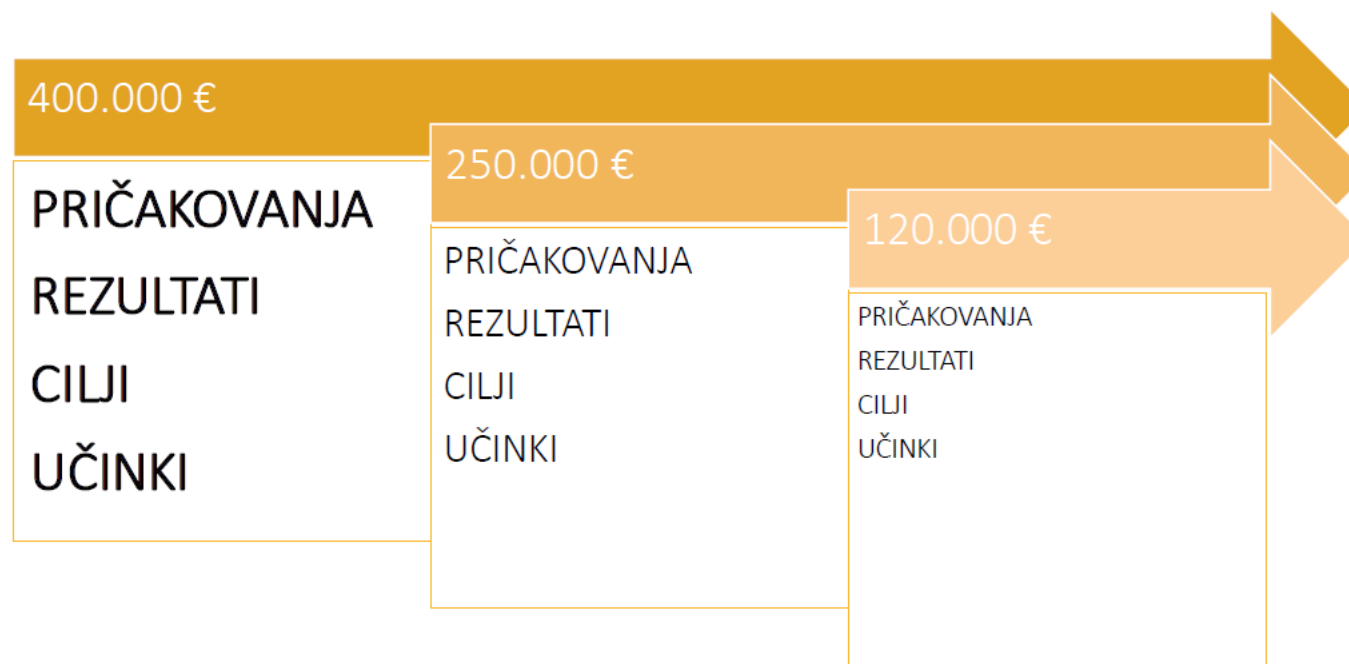 400.000 €
PRIČAKOVANJA
REZULTATI
CILJI
UČINKI
250.000 €
PRIČAKOVANJA
REZULTATI
CILJI
UČINKI
120.000 €
PRIČAKOVANJA
REZULTATI
CILJI
UČINKI